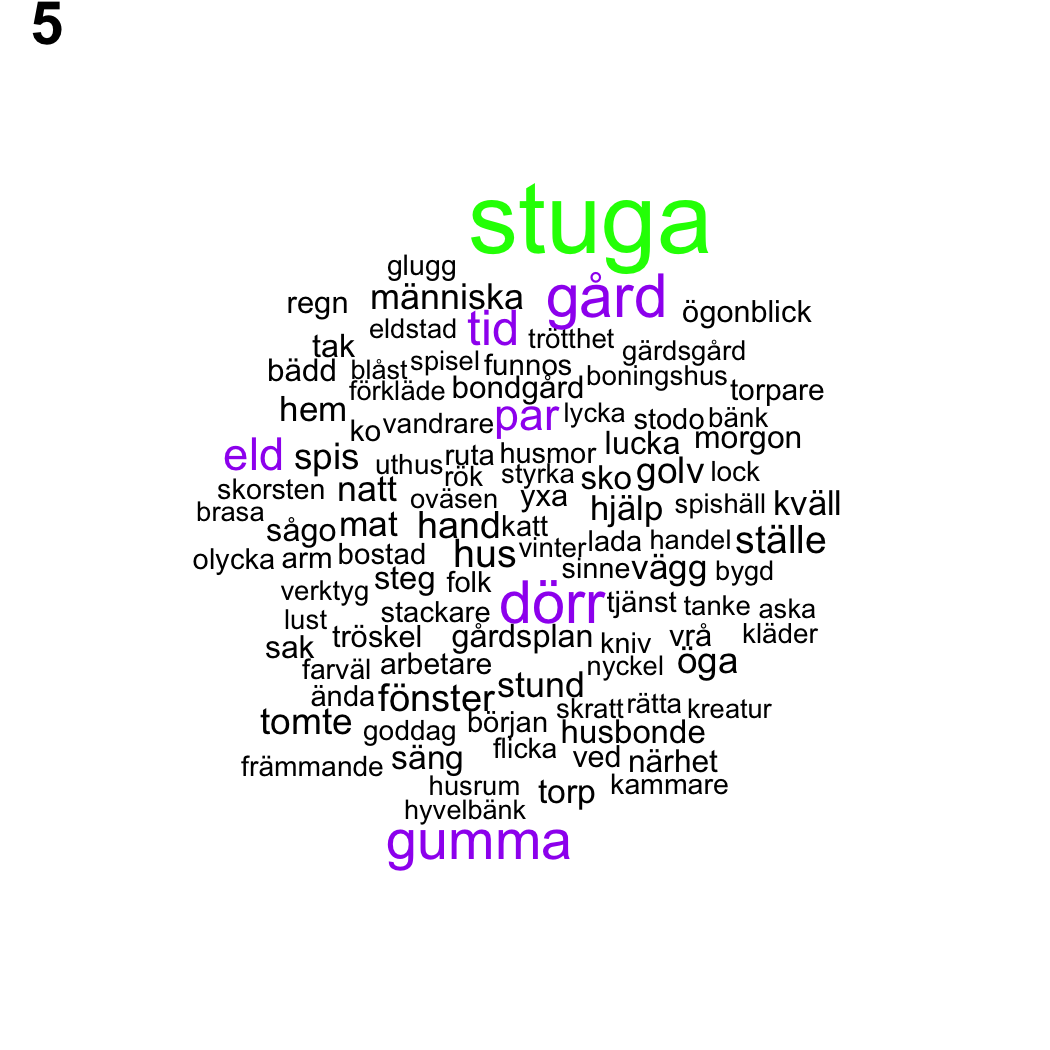 5
stuga
glugg
regn människa gård ögonblick
eldstad tid trötthet
tak gärdsgård
bädd blåst spisel funnos boningshus
förkläde bondgård torpare
hem vandrare par lycka stodo bänk
ko lucka morgon
eld spis uthus ruta husmor
rök styrka sko golv lock
skorsten natt oväsen yxa hjälp spishäll kväll
brasa
sågo mat hand katt
olycka arm bostad hus vinter lada handel ställe
sinne vägg bygd
verktyg steg folk
lust stackare dörr tjänst tanke aska
sak tröskel gårdsplan kniv vrå kläder
farväl arbetare nyckel öga
ända fönster stund
skratt rätta kreatur
tomte goddag början husbonde
främmande säng flicka ved närhet
husrum torp kammare
hyvelbänk
gumma